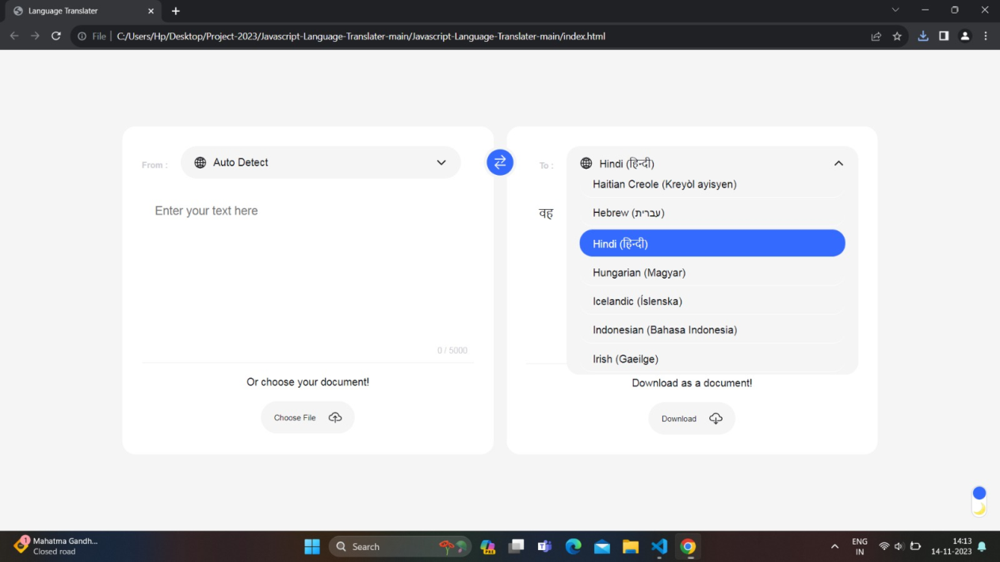 Language Translater
File
C:/Users/Hp/Desktop/Project-2023/Javascript-Language-Translater-main/Javascript-Language-Translater-main/index.html
From :
Auto Detect
Enter your text here
0 / 5000
Or choose your document!
Choose File
To :
Hindi (हिन्दी)
वह
Haitian Creole (Kreyòl ayisyen)
Hebrew (עברית)
Hindi (हिन्दी)
Hungarian (Magyar)
Icelandic (Íslenska)
Indonesian (Bahasa Indonesia)
Irish (Gaeilge)
Download as a document!
Download
1
Mahatma Gandh...
Closed road
Search
PRE
ENG
IN
14:13
14-11-2023